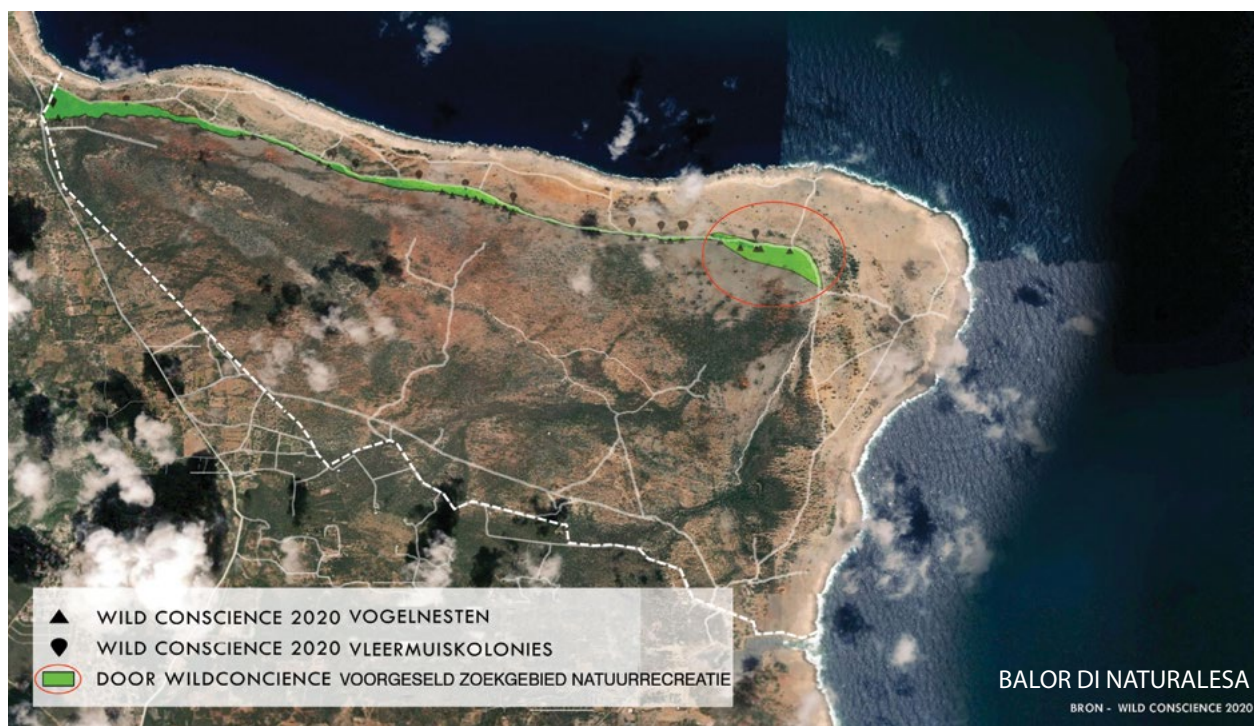 WILD CONSCIENCE 2020 VOGELNESTEN
WILD CONSCIENCE 2020 VLEERMUISKOLONIES
DOOR WILDCONCIENCE VOORGESELD ZOEKGEBIED NATUURRECREATIE
BALOR DI NATURALESA
BRON - WILD CONSCIENCE 2020